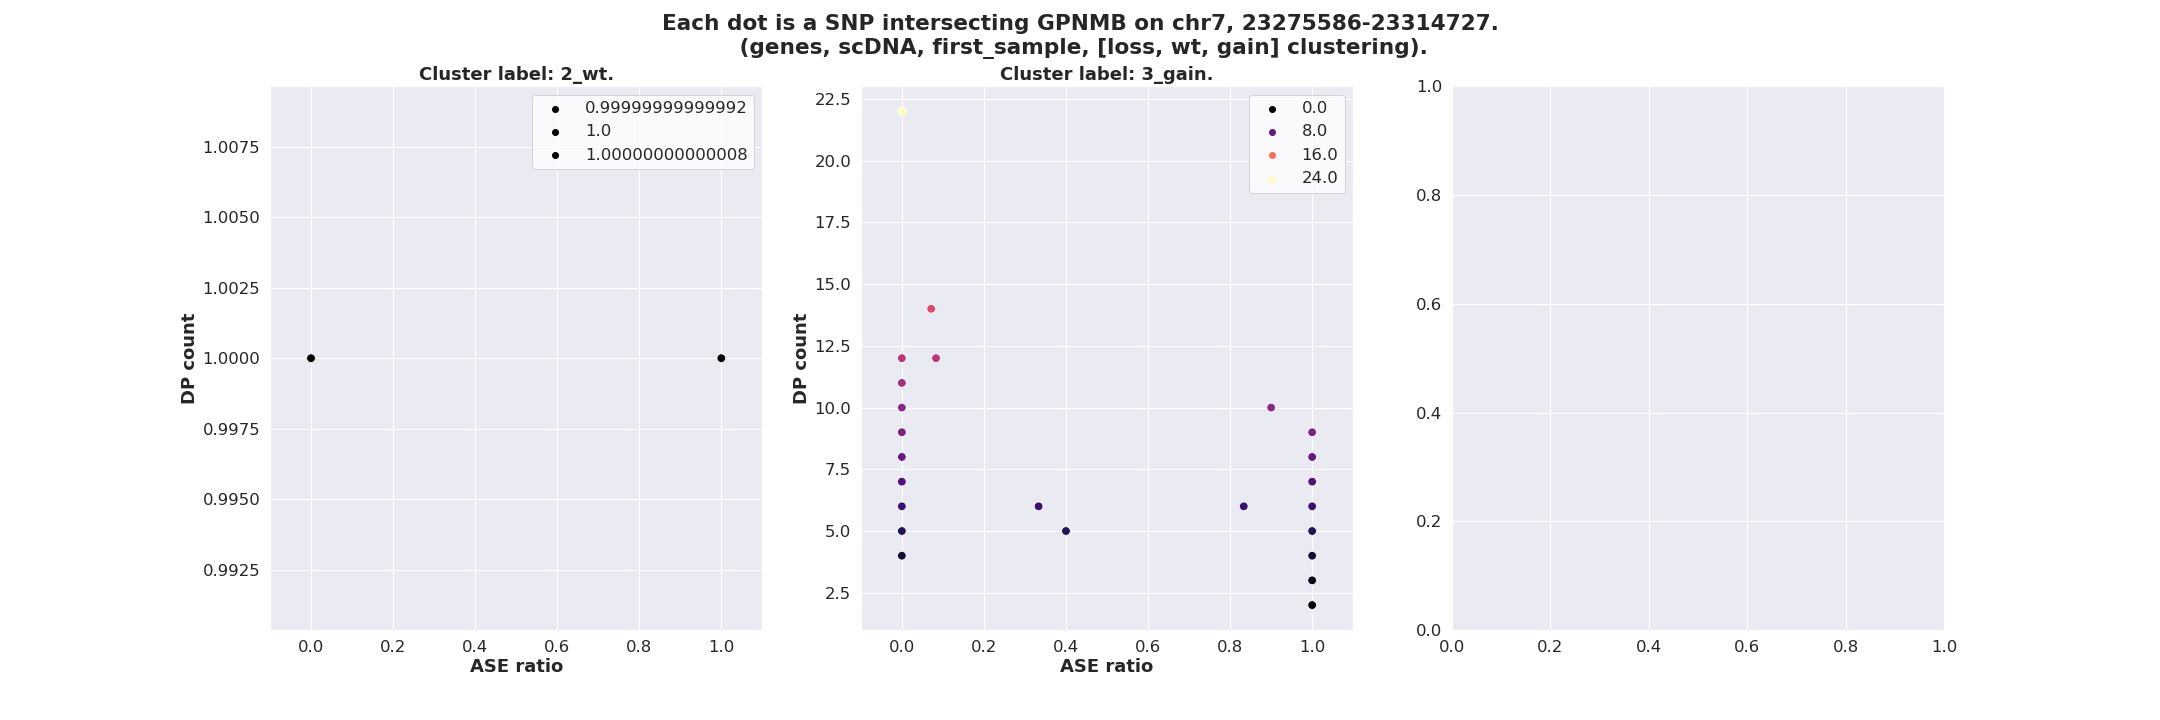 Each dot is a SNP intersecting GPNMB on chr7, 23275586-23314727.
(genes, scDNA, first_sample, [loss, wt, gain] clustering).
Cluster label: 2_wt.
0.99999999999992
1.0
1.00000000000008
1.0075
1.0050
1.0025
1.0000
0.9975
0.9950
0.9925
DP count
0.0 0.2 0.4 0.6 0.8 1.0
ASE ratio
Cluster label: 3_gain.
0.0
8.0
16.0
24.0
22.5
20.0
17.5
15.0
12.5
10.0
7.5
5.0
2.5
DP count
0.0 0.2 0.4 0.6 0.8 1.0
ASE ratio
1.0
0.8
0.6
0.4
0.2
0.0
0.0 0.2 0.4 0.6 0.8 1.0